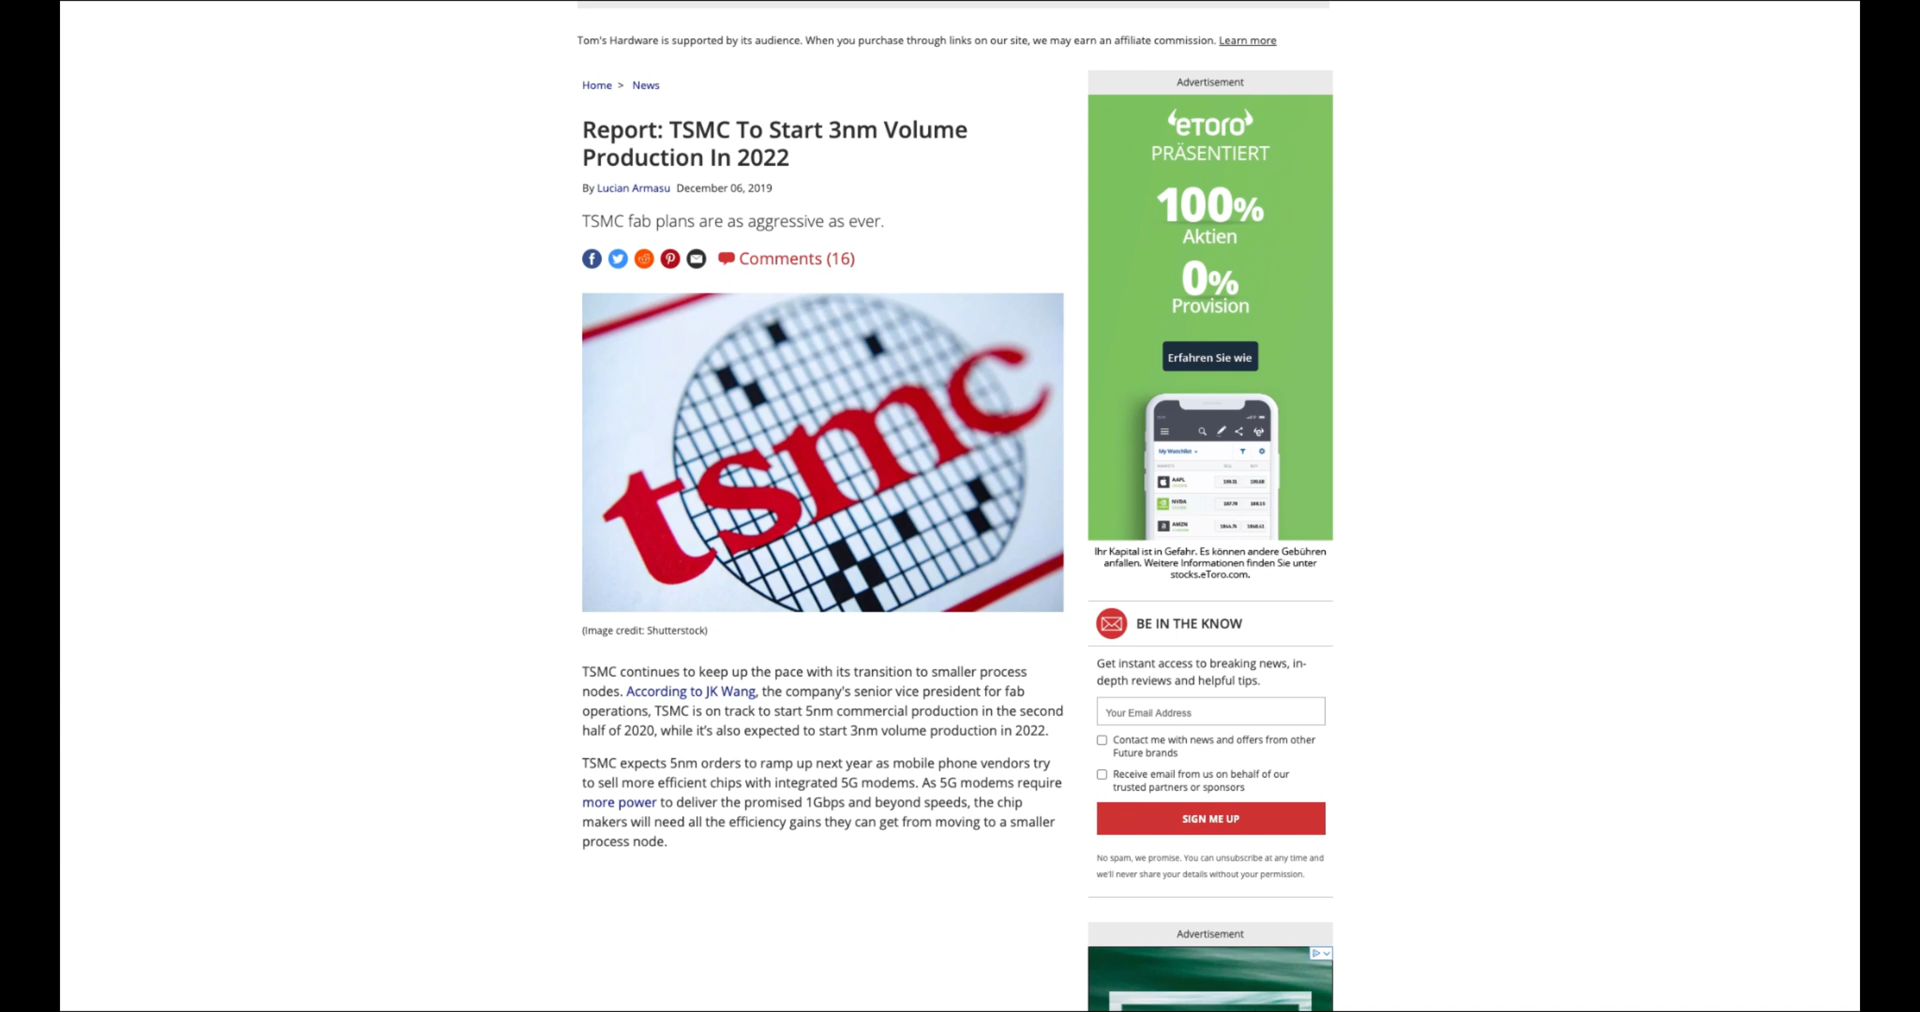 Tom's Hardware is supported by its audience. When you purchase through links on our site, we may earn an affiliate commission. Learn more
Home > News
Report: TSMC To Start 3nm Volume
Production In 2022
By Lucian Armasu December 06, 2019
TSMC fab plans are as aggressive as ever.
Comments (16)
tsmc
(Image credit: Shutterstock)
TSMC continues to keep up the pace with its transition to smaller process
nodes. According to JK Wang, the company's senior vice president for fab
operations, TSMC is on track to start 5nm commercial production in the second
half of 2020, while it's also expected to start 3nm volume production in 2022.
TSMC expects 5nm orders to ramp up next year as mobile phone vendors try
to sell more efficient chips with integrated 5G modems. As 5G modems require
more power to deliver the promised 1Gbps and beyond speeds, the chip
makers will need all the efficiency gains they can get from moving to a smaller
process node.
Advertisement
eToro
PRÄSENTIERT
100%
Aktien
0%
Provision
Erfahren Sie wie
My Watchlist
AAPL
NVDA
AMZN
Ihr Kapital ist in Gefahr. Es können andere Gebühren
anfallen. Weitere Informationen finden Sie unter
stocks.eToro.com.
BE IN THE KNOW
Get instant access to breaking news, in-
depth reviews and helpful tips.
Your Email Address
Contact me with news and offers from other
Future brands
Receive email from us on behalf of our
trusted partners or sponsors
SIGN ME UP
No spam, we promise. You can unsubscribe at any time and
we'll never share your details without your permission.
Advertisement